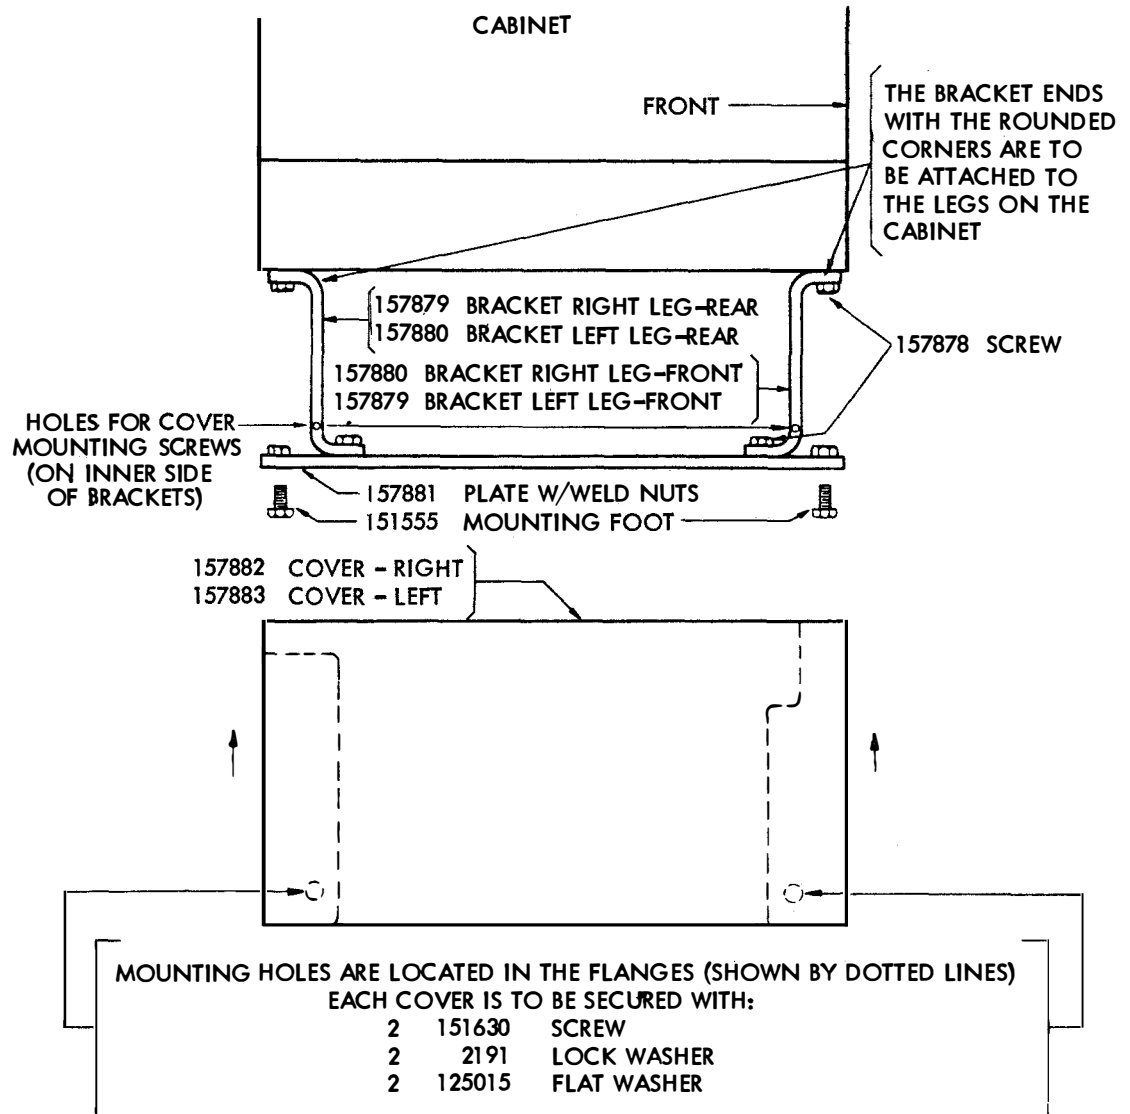 CABINET
FRONT
THE BRACKET ENDS
WITH THE ROUNDED
CORNERS ARE TO
BE ATTACHED TO
THE LEGS ON THE
CABINET
157879 BRACKET RIGHT LEG-REAR
157880 BRACKET LEFT LEG-REAR
157878 SCREW
157880 BRACKET RIGHT LEG-FRONT
157879 BRACKET LEFT LEG-FRONT
HOLES FOR COVER
MOUNTING SCREWS
(ON INNER SIDE
OF BRACKETS)
157881 PLATE W/WELD NUTS
151555 MOUNTING FOOT
157882 COVER - RIGHT
157883 COVER - LEFT
MOUNTING HOLES ARE LOCATED IN THE FLANGES (SHOWN BY DOTTED LINES)
EACH COVER IS TO BE SECURED WITH:
2 151630 SCREW
2 2191 LOCK WASHER
2 125015 FLAT WASHER